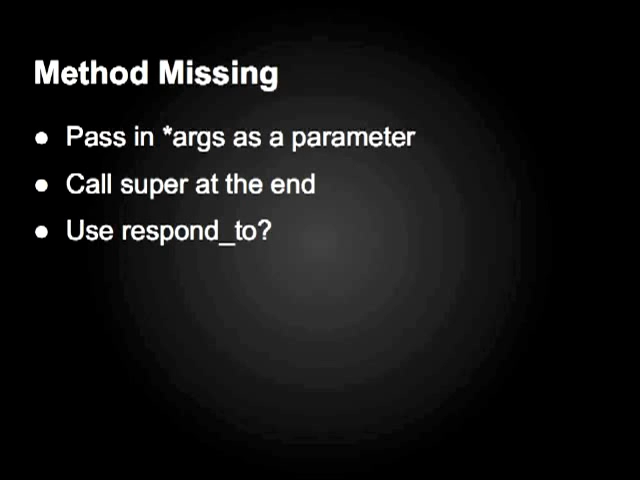 Method Missing
● Pass in *args as a parameter
● Call super at the end
● Use respond_to?